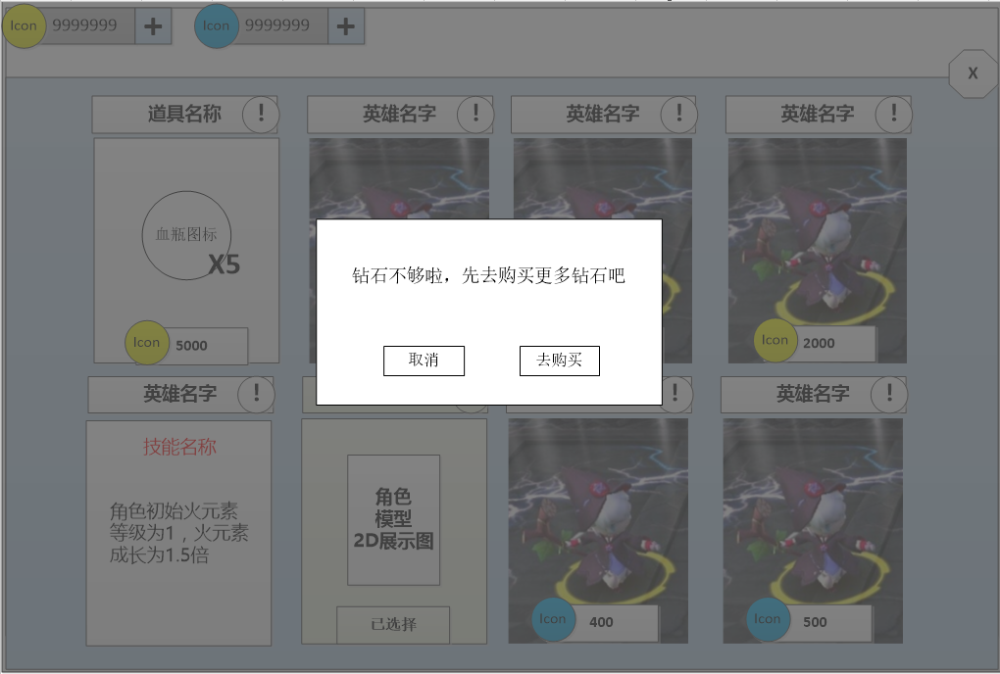 Icon 9999999 + Icon 9999999 +
X
道具名称 ! 英雄名字 ! 英雄名字 ! 英雄名字 !
血瓶图标
X5
Icon 5000
Icon 2000
钻石不够啦，先去购买更多钻石吧
取消 去购买
英雄名字 ! ! 英雄名字 !
技能名称
角色初始火元素
等级为1，火元素
成长为1.5倍
角色
模型
2D展示图
已选择
Icon 400
Icon 500